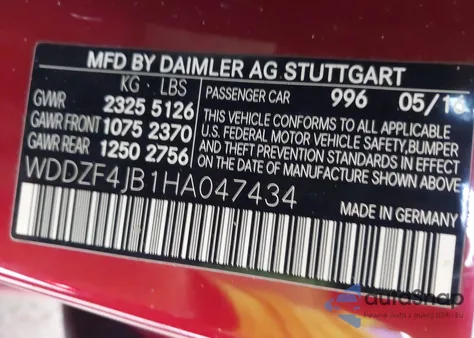 MFD BY DAIMLER AG STUTTGART
KG LBS
GVWR 2325 5126
GAWR FRONT 1075 2370
GAWR REAR 1250 2756
PASSENGER CAR 996 05/16
THIS VEHICLE CONFORMS TO ALL APPLICABLE
U.S. FEDERAL MOTOR VEHICLE SAFETY, BUMPER
AND THEFT PREVENTION STANDARDS IN EFFECT
ON THE DATE OF MANUFACTURE SHOWN ABOVE
WDDZF4JB1HA047434
MADE IN GERMANY
autoSnap